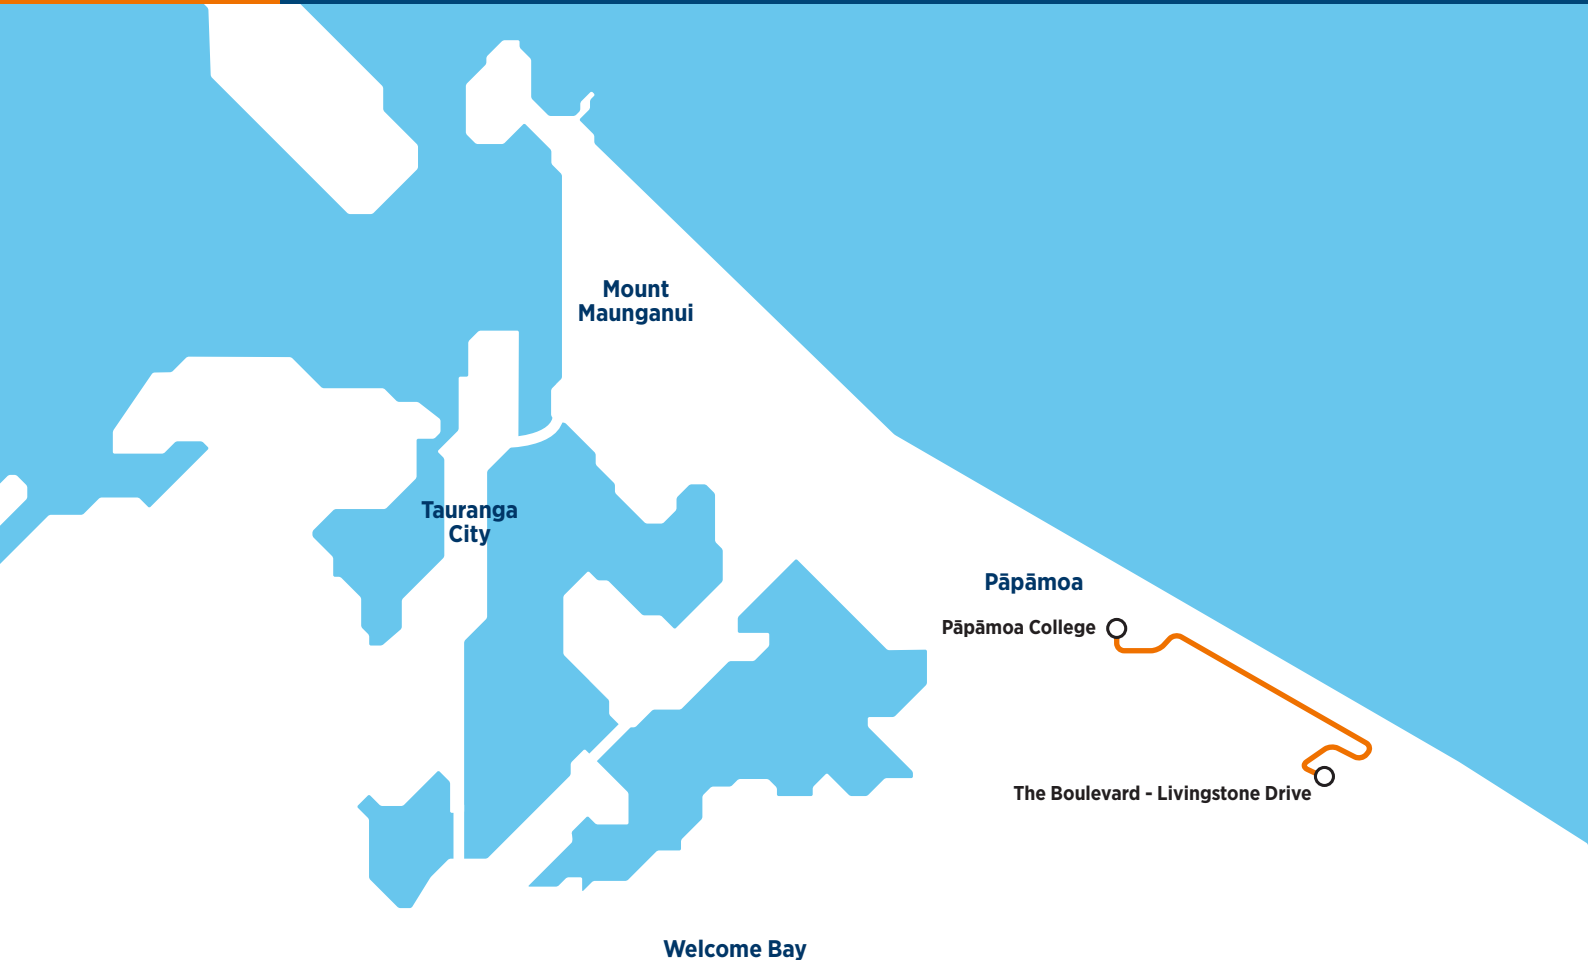 Mount
Maunganui
Tauranga
City
Pāpāmoa
Pāpāmoa College
The Boulevard - Livingstone Drive
Welcome Bay